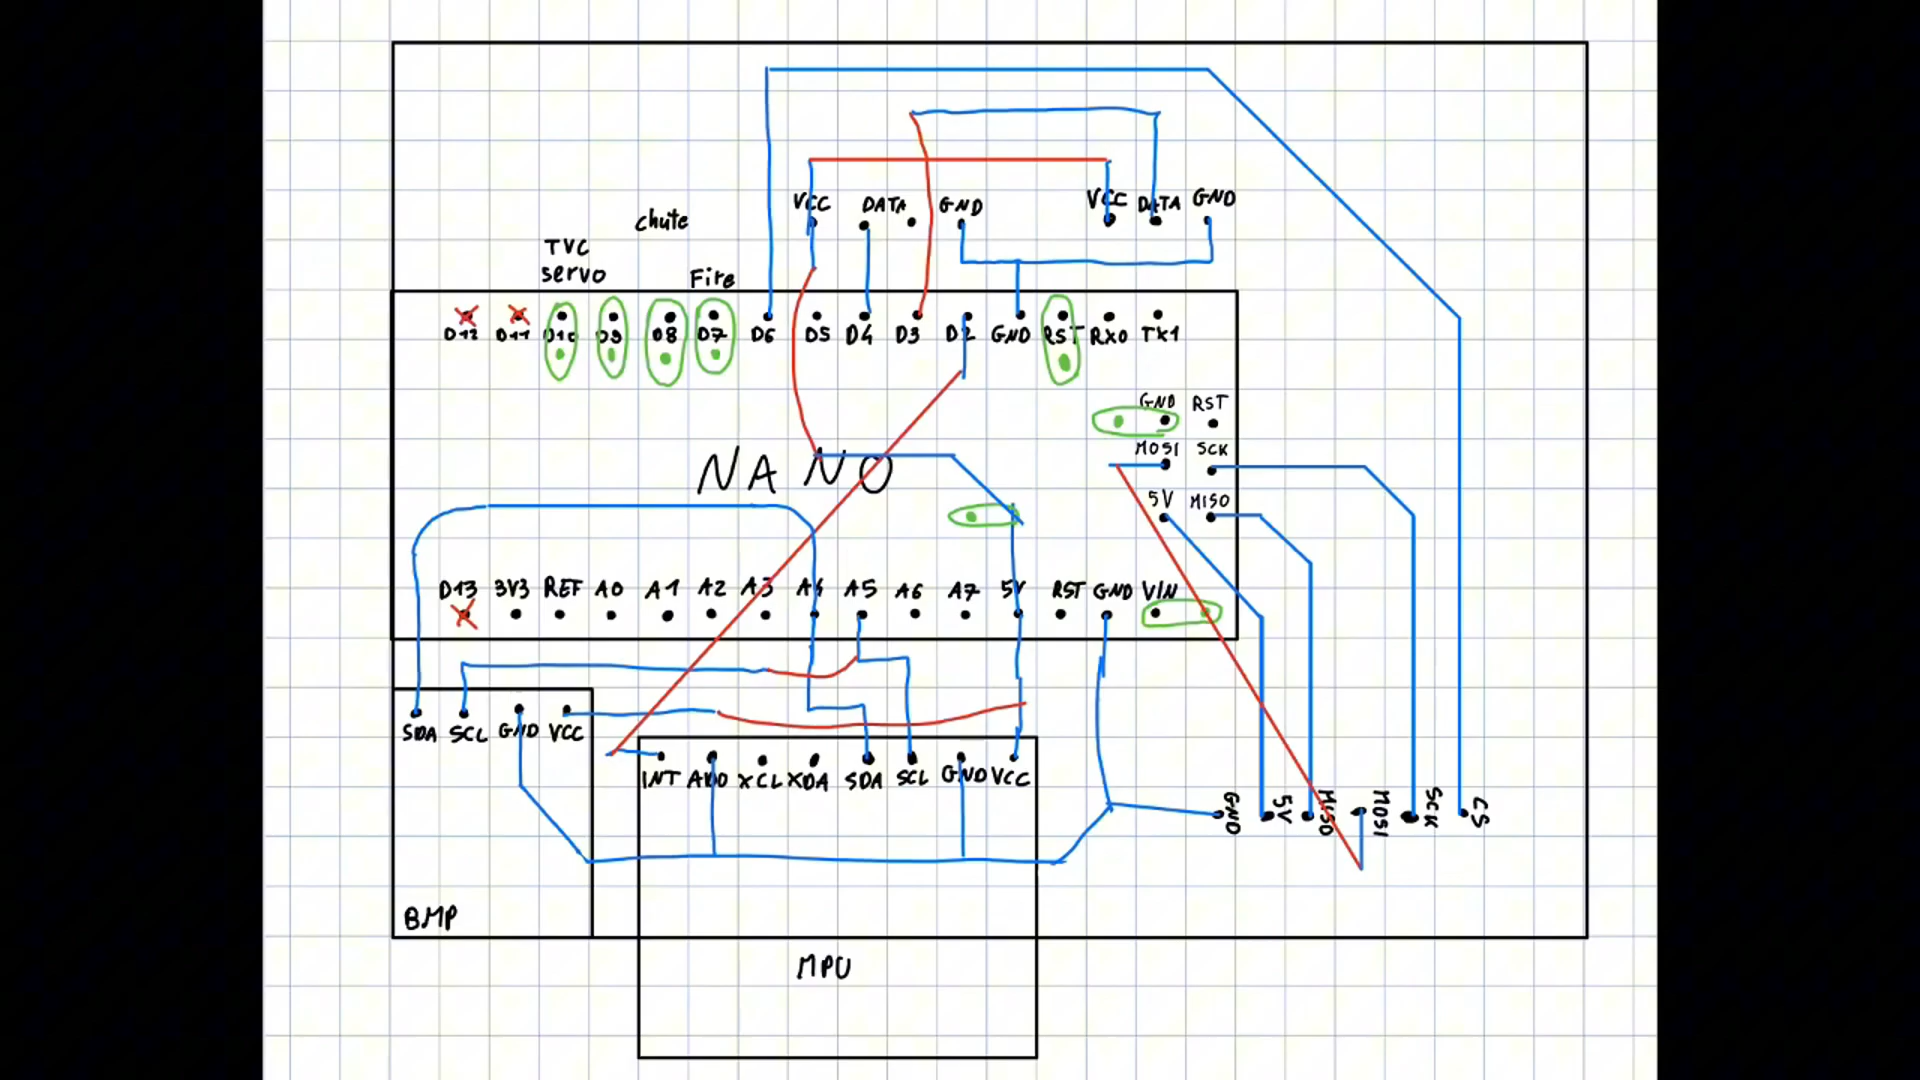 VCC DATA GND VCC DATA GND
chute
TVC
servo Fire
D12 D11 D10 D9 D8 D7 D6 D5 D4 D3 D2 GND RST RX0 TX1
GND RST
MOSI SCK
NANO
5V MISO
D13 3V3 REF A0 A1 A2 A3 A4 A5 A6 A7 5V RST GND VIN
SDA SCL GND VCC
INT AD0 XCL XDA SDA SCL GND VCC
GND 5V MISO MOSI SCK CS
BMP
MPU